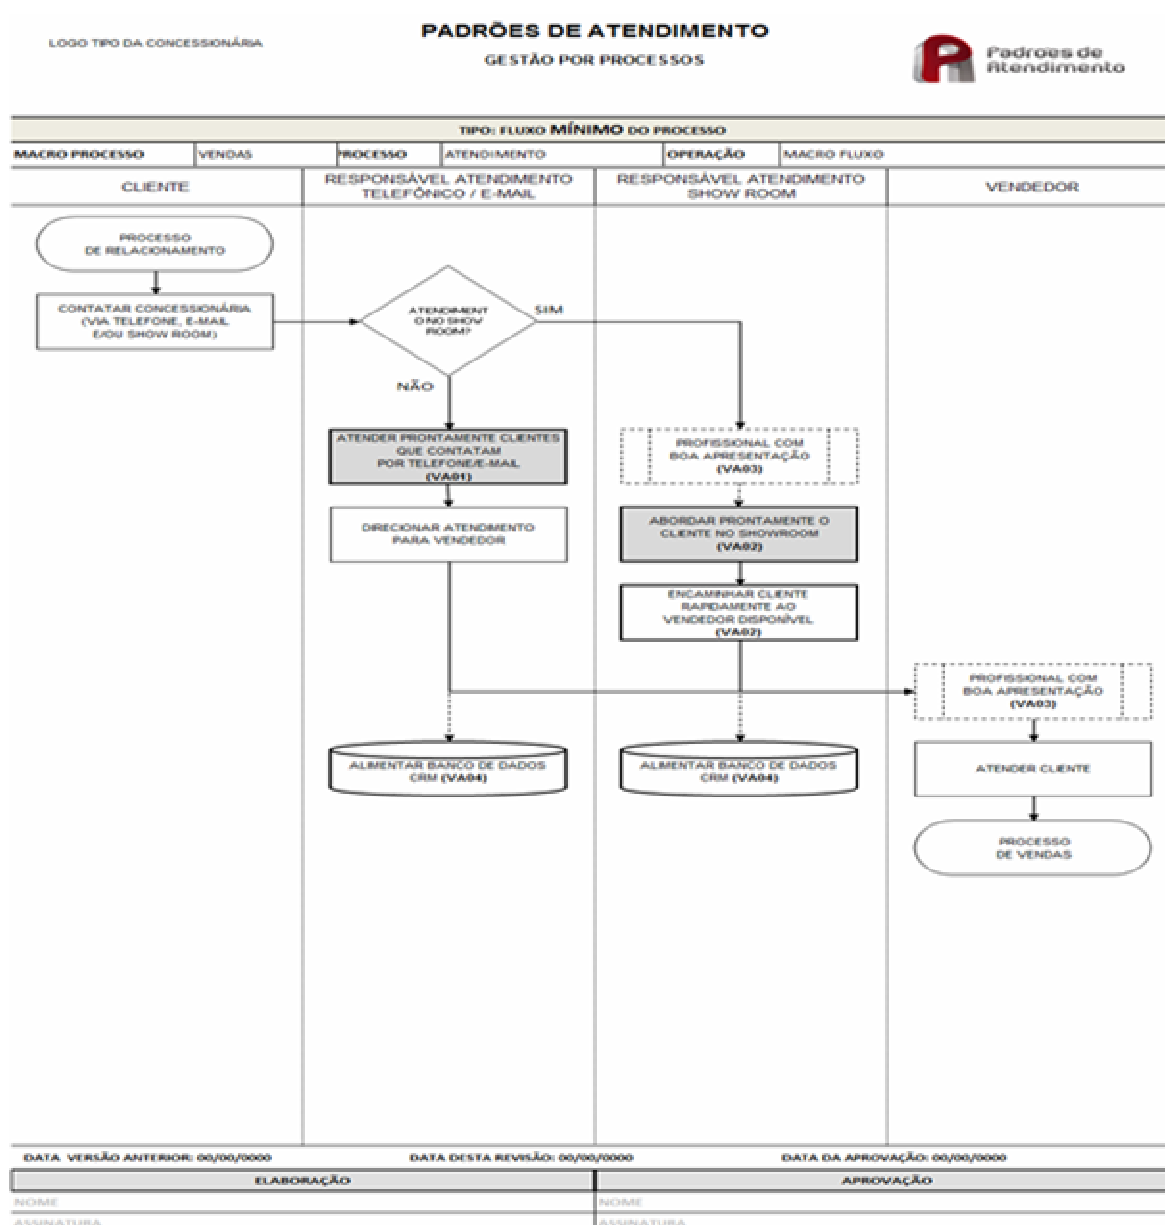 LOGO TIPO DA CONCESSIONÁRIA
PADRÕES DE ATENDIMENTO
GESTÃO POR PROCESSOS
Padroes de
Atendimento
TIPO: FLUXO MÍNIMO DO PROCESSO
MACRO PROCESSO VENDAS PROCESSO ATENDIMENTO OPERAÇÃO MACRO FLUXO
CLIENTE
RESPONSÁVEL ATENDIMENTO
TELEFÔNICO / E-MAIL
RESPONSÁVEL ATENDIMENTO
SHOW ROOM
VENDEDOR
PROCESSO
DE RELACIONAMENTO
CONTATAR CONCESSIONÁRIA
(VIA TELEFONE, E-MAIL
E/OU SHOW ROOM)
ATENDIMENT
O NO SHOW
ROOM?
SIM
NÃO
ATENDER PRONTAMENTE CLIENTES
QUE CONTATAM
POR TELEFONE/E-MAIL
(VA01)
DIRECIONAR ATENDIMENTO
PARA VENDEDOR
PROFISSIONAL COM
BOA APRESENTAÇÃO
(VA03)
ABORDAR PRONTAMENTE O
CLIENTE NO SHOWROOM
(VA02)
ENCAMINHAR CLIENTE
RAPIDAMENTE AO
VENDEDOR DISPONÍVEL
(VA02)
PROFISSIONAL COM
BOA APRESENTAÇÃO
(VA03)
ALIMENTAR BANCO DE DADOS
CRM (VA04)
ALIMENTAR BANCO DE DADOS
CRM (VA04)
ATENDER CLIENTE
PROCESSO
DE VENDAS
DATA VERSÃO ANTERIOR: 00/00/0000 DATA DESTA REVISÃO: 00/00/0000 DATA DA APROVAÇÃO: 00/00/0000
ELABORAÇÃO APROVAÇÃO
NOME NOME
ASSINATURA ASSINATURA